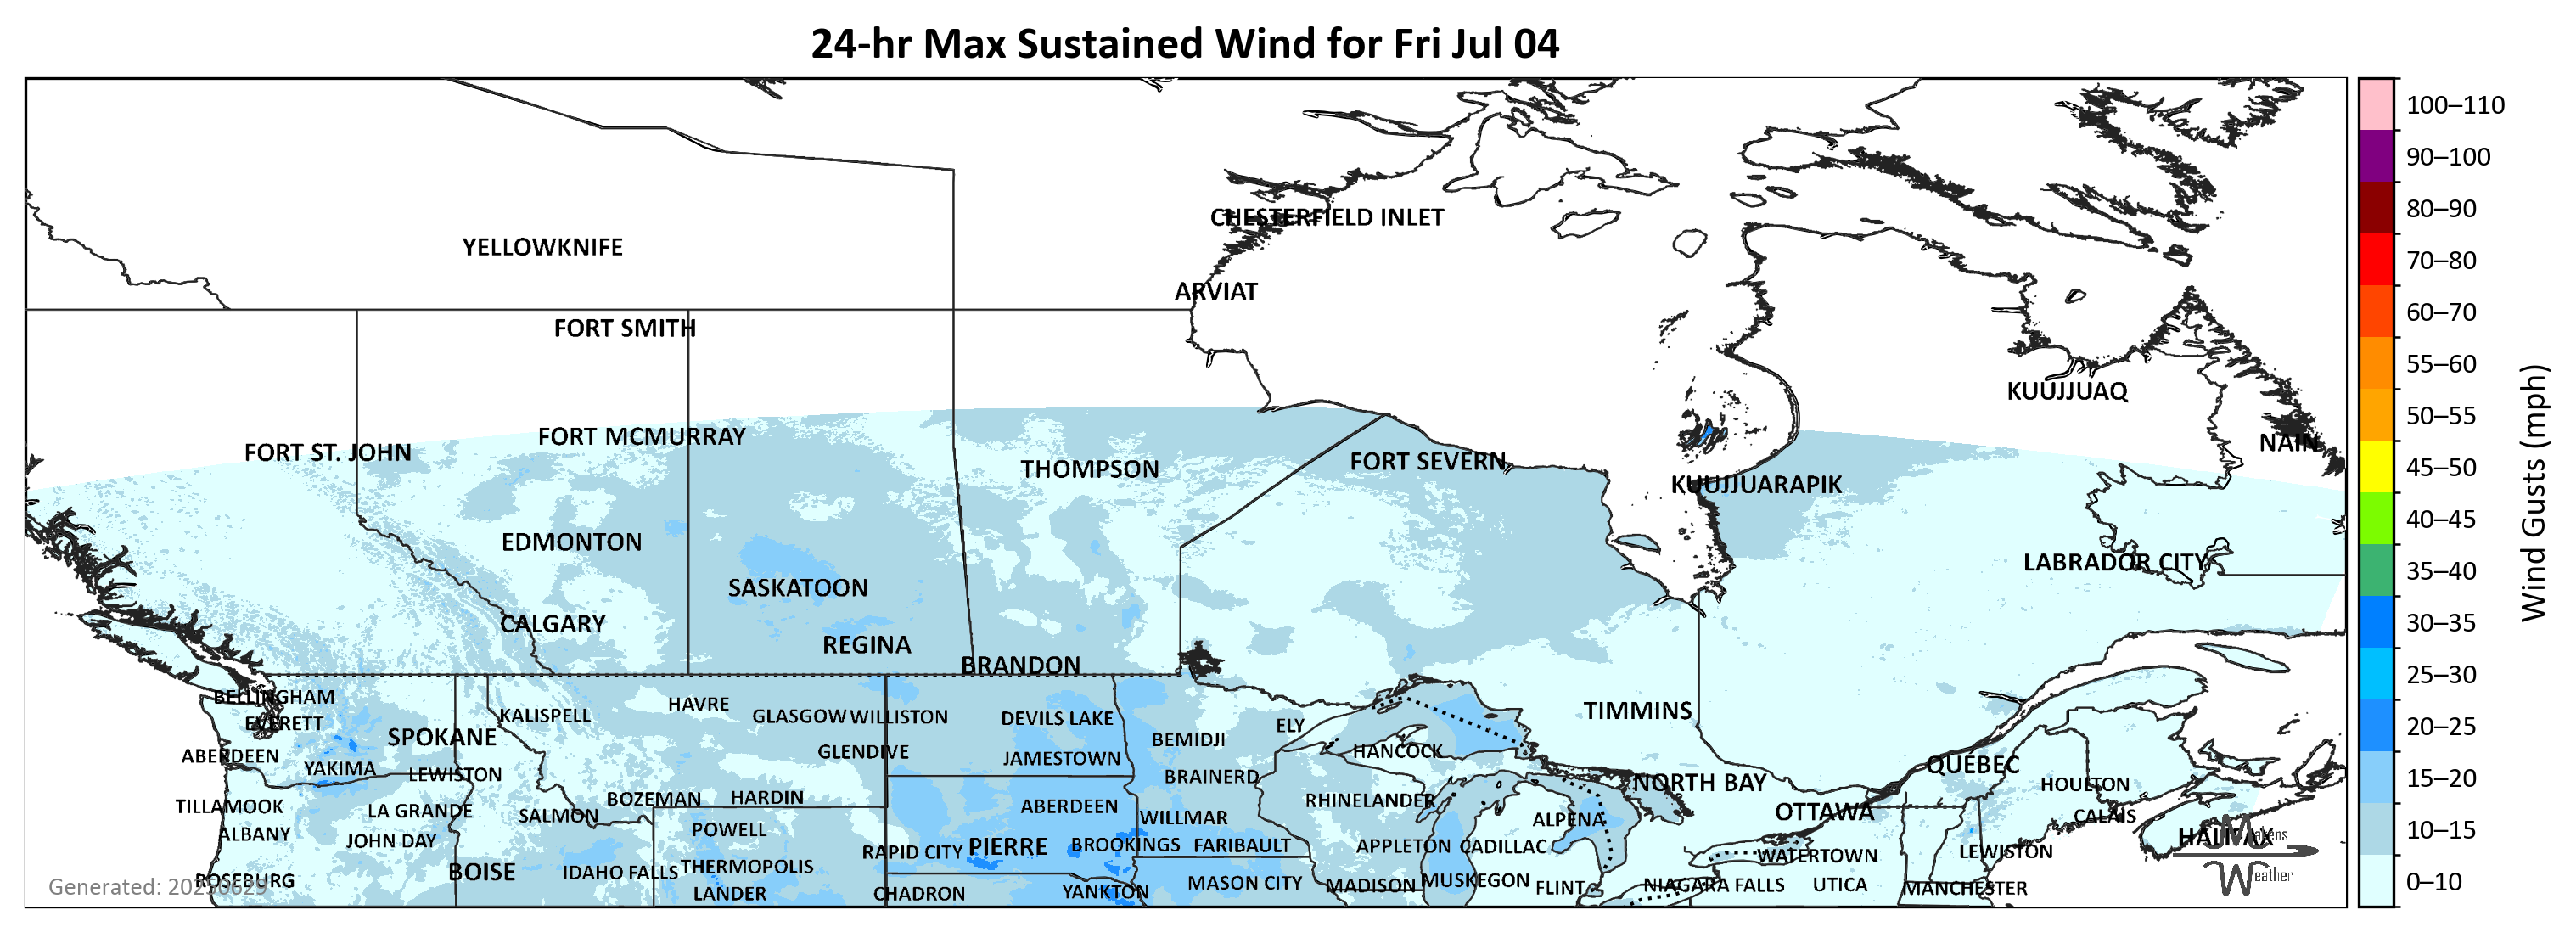 24-hr Max Sustained Wind for Fri Jul 04
100–110
90–100
80–90
70–80
60–70
55–60
50–55
45–50
40–45
35–40
30–35
25–30
20–25
15–20
10–15
0–10
Wind Gusts (mph)
CHESTERFIELD INLET
YELLOWKNIFE
ARVIAT
FORT SMITH
KUUJJUAQ
FORT MCMURRAY
NAIN
FORT ST. JOHN
FORT SEVERN
THOMPSON
KUUJJUARAPIK
EDMONTON
LABRADOR CITY
SASKATOON
CALGARY
REGINA
BRANDON
BELLINGHAM
HAVRE
TIMMINS
KALISPELL
GLASGOW
WILLISTON
DEVILS LAKE
EVERETT
ELY
SPOKANE
BEMIDJI
HANCOCK
GLENDIVE
ABERDEEN
JAMESTOWN
QUÉBEC
YAKIMA
LEWISTON
BRAINERD
NORTH BAY
HOULTON
BOZEMAN
HARDIN
RHINELANDER
TILLAMOOK
LA GRANDE
ABERDEEN
OTTAWA
SALMON
CALAIS
WILLMAR
ALPENA
POWELL
ALBANY
HALIFAX
JOHN DAY
BROOKINGS
FARIBAULT
APPLETON
CADILLAC
PIERRE
RAPID CITY
LEWISTON
WATERTOWN
THERMOPOLIS
IDAHO FALLS
BOISE
ROSEBURG
MUSKEGON
MASON CITY
MADISON
NIAGARA FALLS
UTICA
FLINT
MANCHESTER
LANDER
CHADRON
YANKTON
Makens
Weather
Generated: 20250629